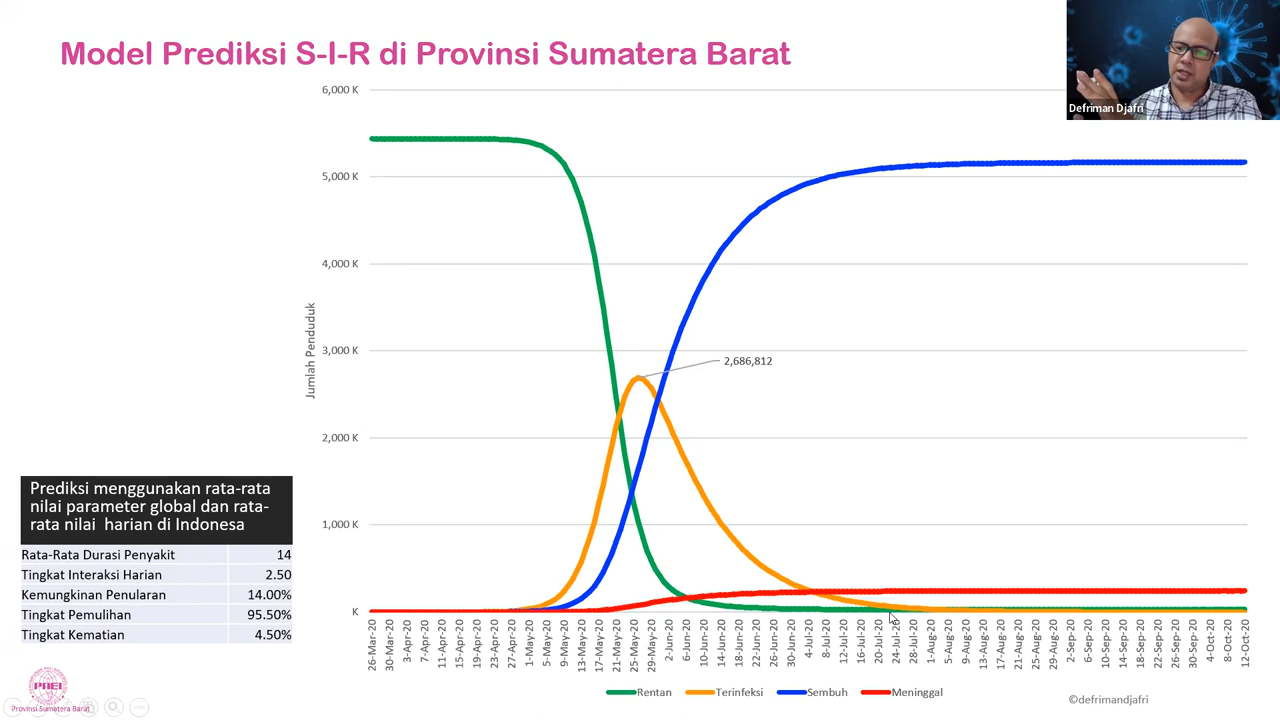 Model Prediksi S-I-R di Provinsi Sumatera Barat
Defriman Djafri
6,000 K
5,000 K
4,000 K
3,000 K
2,000 K
1,000 K
K
Jumlah Penduduk
2,686,812
Prediksi menggunakan rata-rata
nilai parameter global dan rata-
rata nilai harian di Indonesa
Rata-Rata Durasi Penyakit 14
Tingkat Interaksi Harian 2.50
Kemungkinan Penularan 14.00%
Tingkat Pemulihan 95.50%
Tingkat Kematian 4.50%
26-Mar-20
30-Mar-20
3-Apr-20
7-Apr-20
11-Apr-20
15-Apr-20
19-Apr-20
23-Apr-20
27-Apr-20
1-May-20
5-May-20
9-May-20
13-May-20
17-May-20
21-May-20
25-May-20
29-May-20
2-Jun-20
6-Jun-20
10-Jun-20
14-Jun-20
18-Jun-20
22-Jun-20
26-Jun-20
30-Jun-20
4-Jul-20
8-Jul-20
12-Jul-20
16-Jul-20
20-Jul-20
24-Jul-20
28-Jul-20
1-Aug-20
5-Aug-20
9-Aug-20
13-Aug-20
17-Aug-20
21-Aug-20
25-Aug-20
29-Aug-20
2-Sep-20
6-Sep-20
10-Sep-20
14-Sep-20
18-Sep-20
22-Sep-20
26-Sep-20
30-Sep-20
4-Oct-20
8-Oct-20
12-Oct-20
Rentan Terinfeksi Sembuh Meninggal
©defrimandjafri
PAEI
Provinsi Sumatera Barat